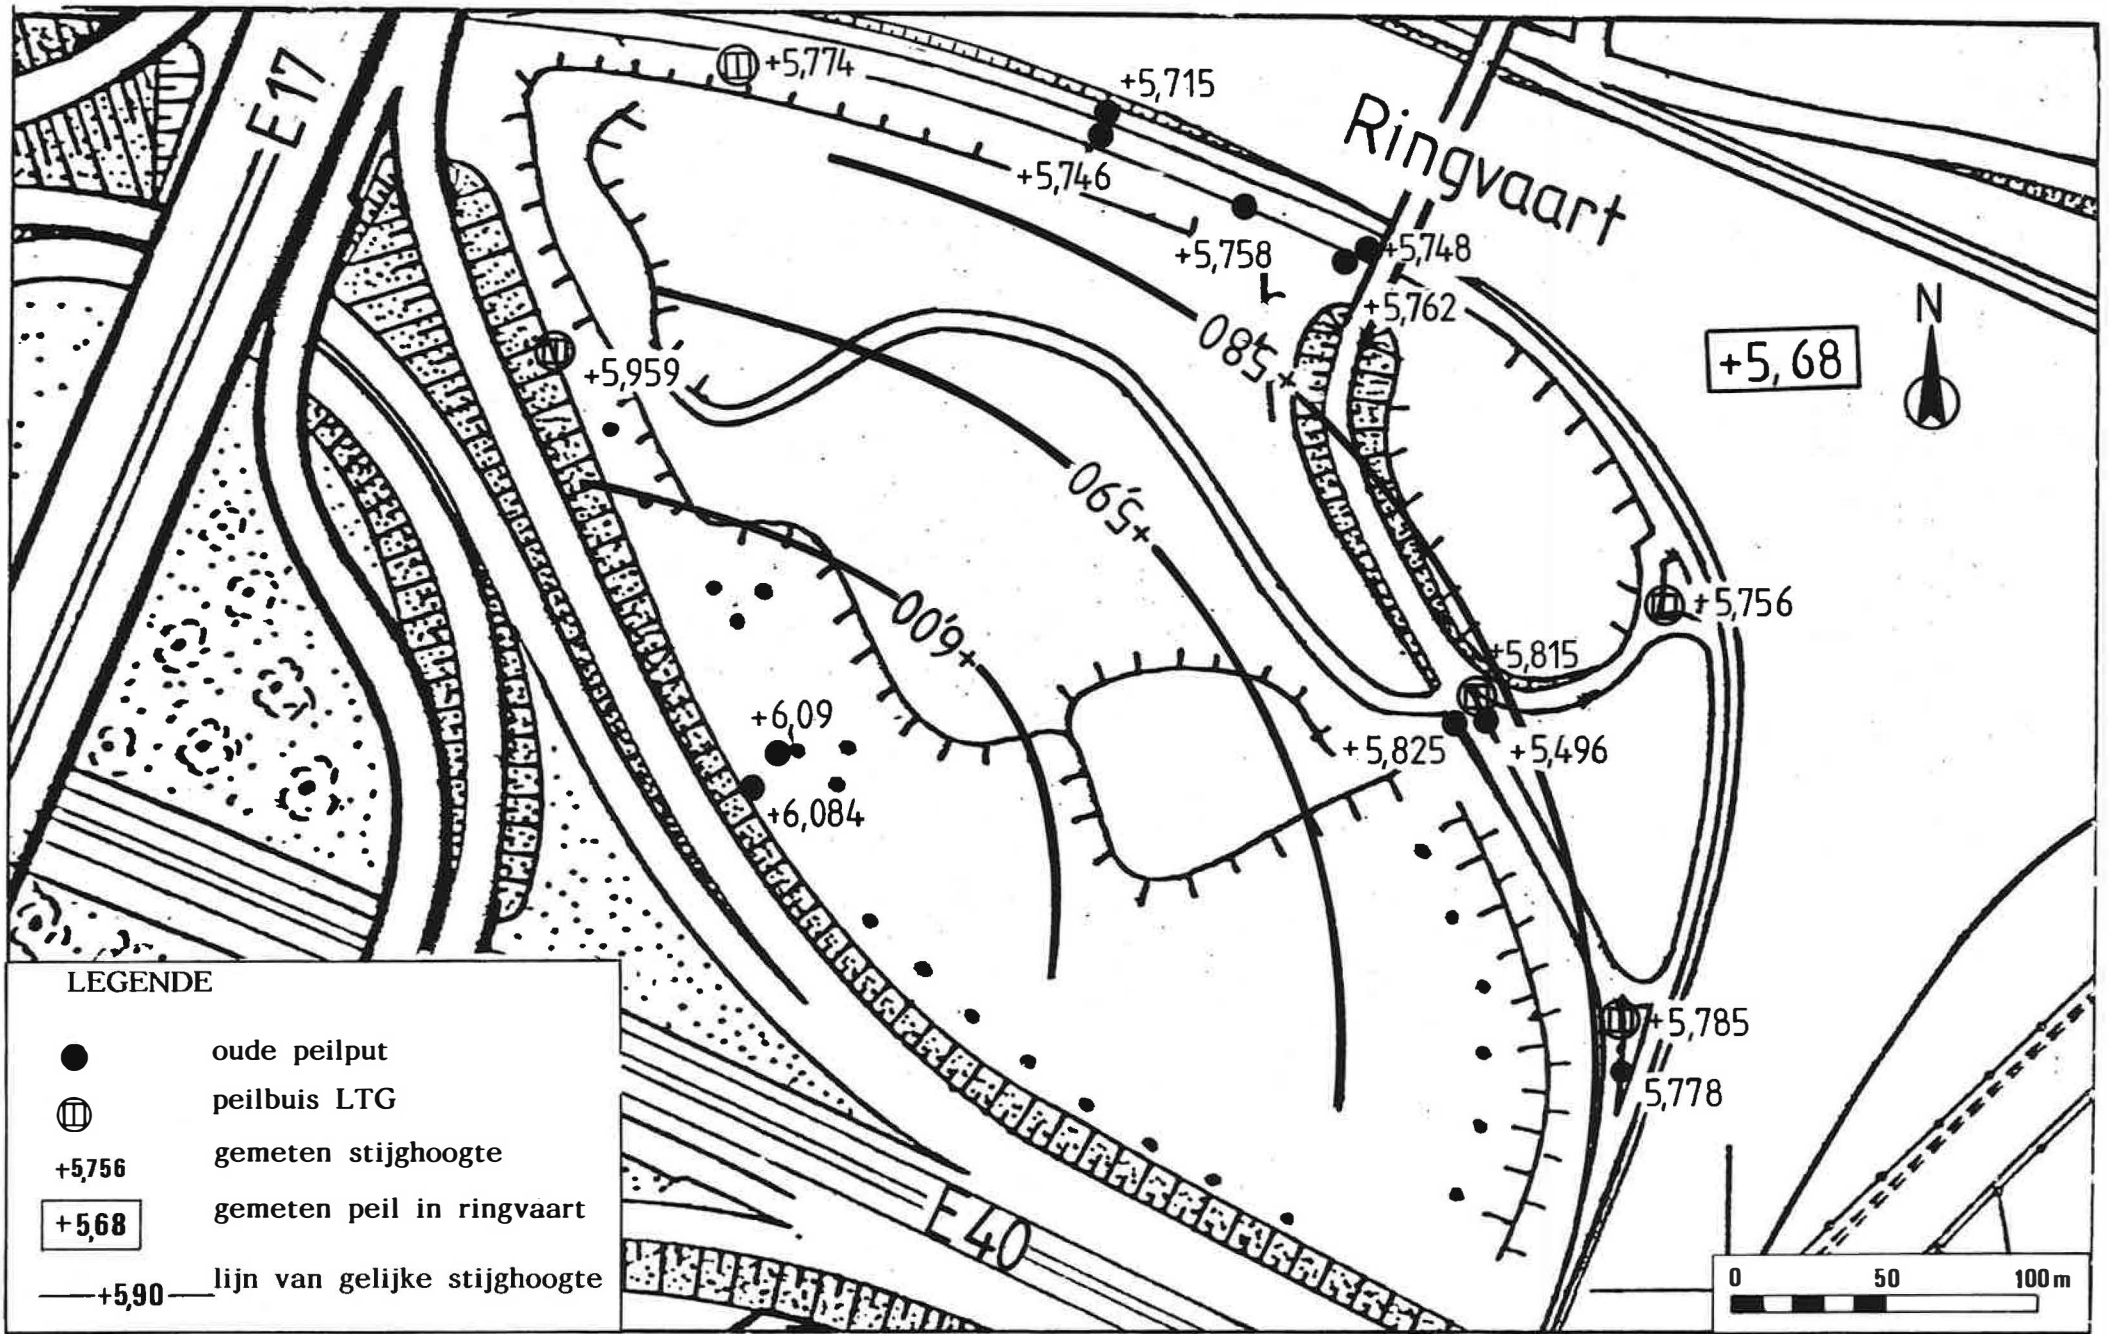 E17
+5,774
+5,715
Ringvaart
+5,746
+5,758
+5,748
+5,762
+5,80
N
+5,68
+5,959
+5,90
+5,756
+6,00
+5,815
+6,09
+5,825
+5,496
+6,084
+5,785
5,778
E40
LEGENDE
oude peilput
peilbuis LTG
+5,756 gemeten stijghoogte
+5,68 gemeten peil in ringvaart
+5,90 lijn van gelijke stijghoogte
0 50 100 m